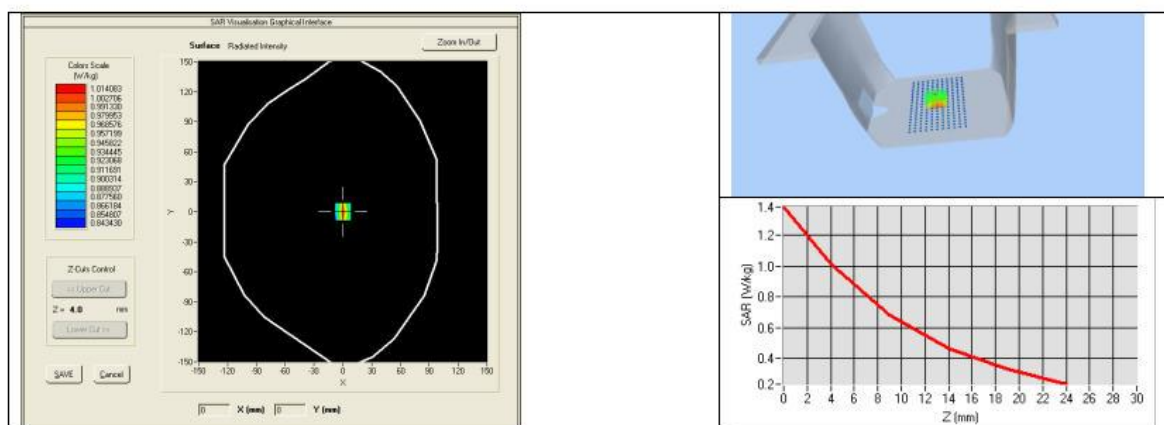 SAR Visualisation Graphical Interface
Surface Radiated Intensity
Zoom In/Out
Colors Scale
(W/kg)
1.014083
1.002706
0.991330
0.979953
0.968576
0.957199
0.945822
0.934445
0.923068
0.911691
0.900314
0.888937
0.877560
0.866184
0.854807
0.843430
150
120
90
60
30
0
-30
-60
-90
-120
-150
Y
-150 -120 -90 -60 -30 0 30 60 90 120 150
X
Z-Cuts Control
<< Upper Cut
Z = 4.0 mm
Lower Cut >>
SAVE Cancel
0 X (mm) 0 Y (mm)
1.4
1.2
1.0
0.8
0.6
0.4
0.2
SAR (W/kg)
0 2 4 6 8 10 12 14 16 18 20 22 24 26 28 30
Z (mm)